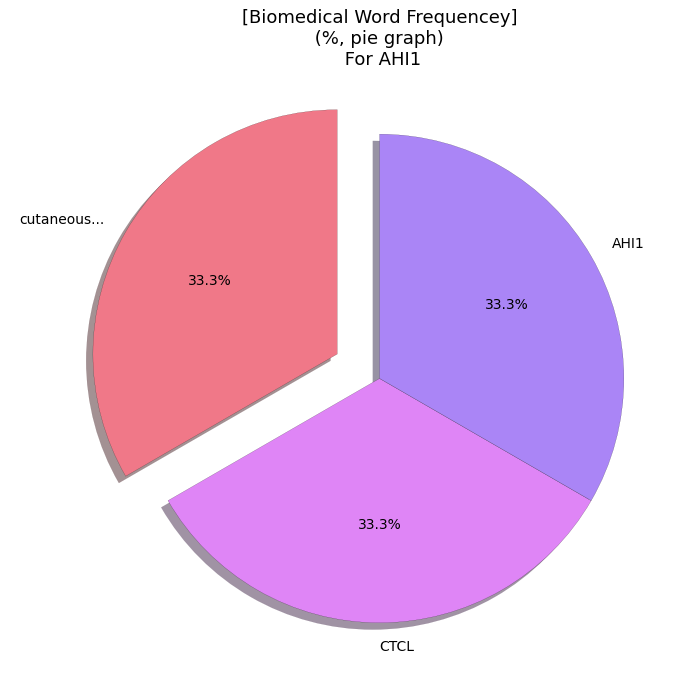 [Biomedical Word Frequencey]
(%, pie graph)
For AHI1
cutaneous...
AHI1
33.3%
33.3%
33.3%
CTCL